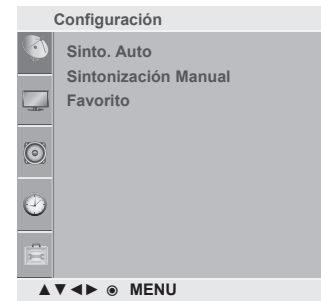 Configuración
Sinto. Auto
Sintonización Manual
Favorito
▲▼◄► ◉ MENU